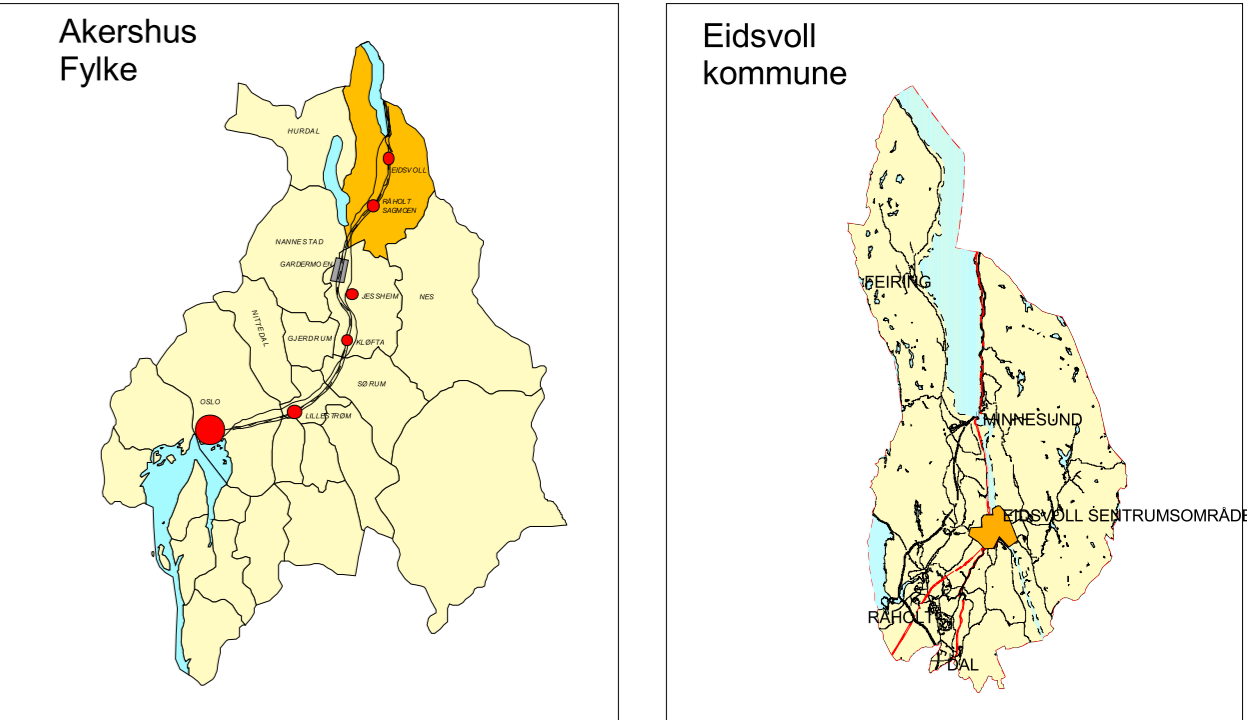 Akershus
Fylke
HURDAL
EIDSVOLL
RÅHOLT
SAGMOEN
NANNESTAD
GARDERMOEN
JESSHEIM
NES
NITTEDAL
GJERDRUM
KLØFTA
SØRUM
OSLO
LILLESTRØM
Eidsvoll
kommune
FEIRING
MINNESUND
EIDSVOLL SENTRUMSOMRÅDE
RÅHOLT
DAL